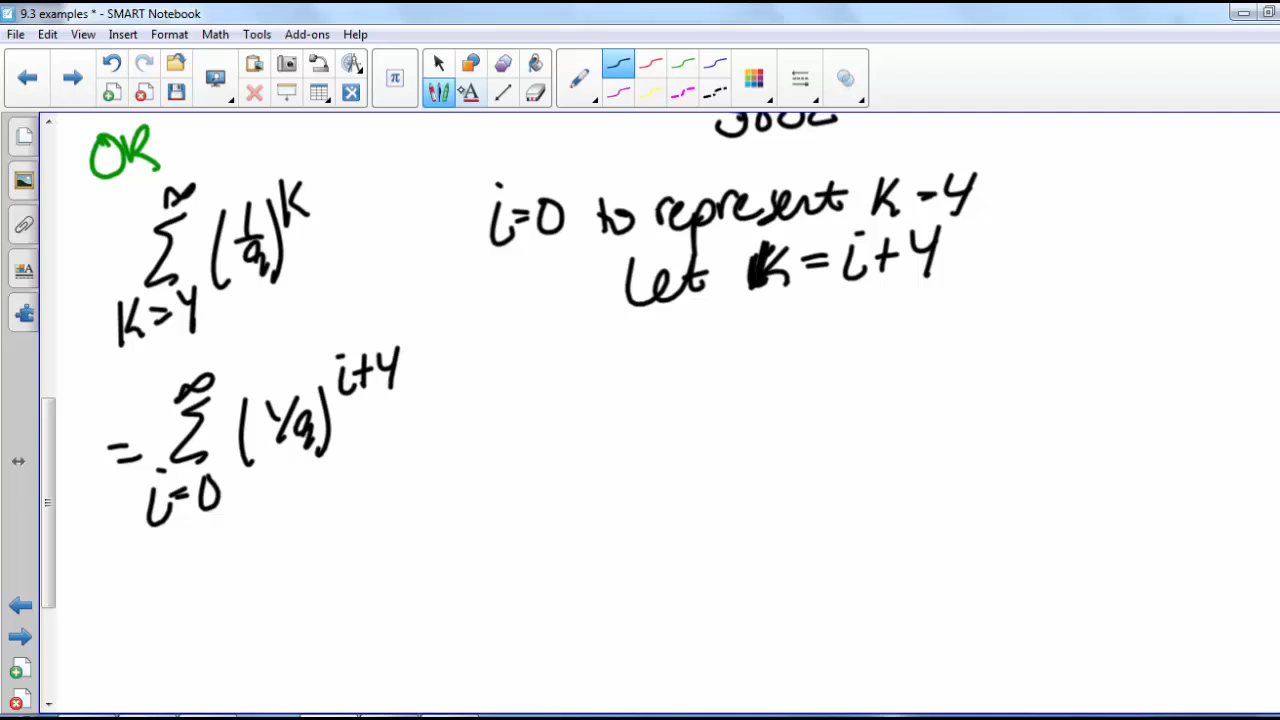 9.3 examples * - SMART Notebook
File Edit View Insert Format Math Tools Add-ons Help
OR
∞
Σ (1/9)^K
K=4
i=0 to represent K-4
Let K = i+4
∞
= Σ (1/9)^i+4
i=0